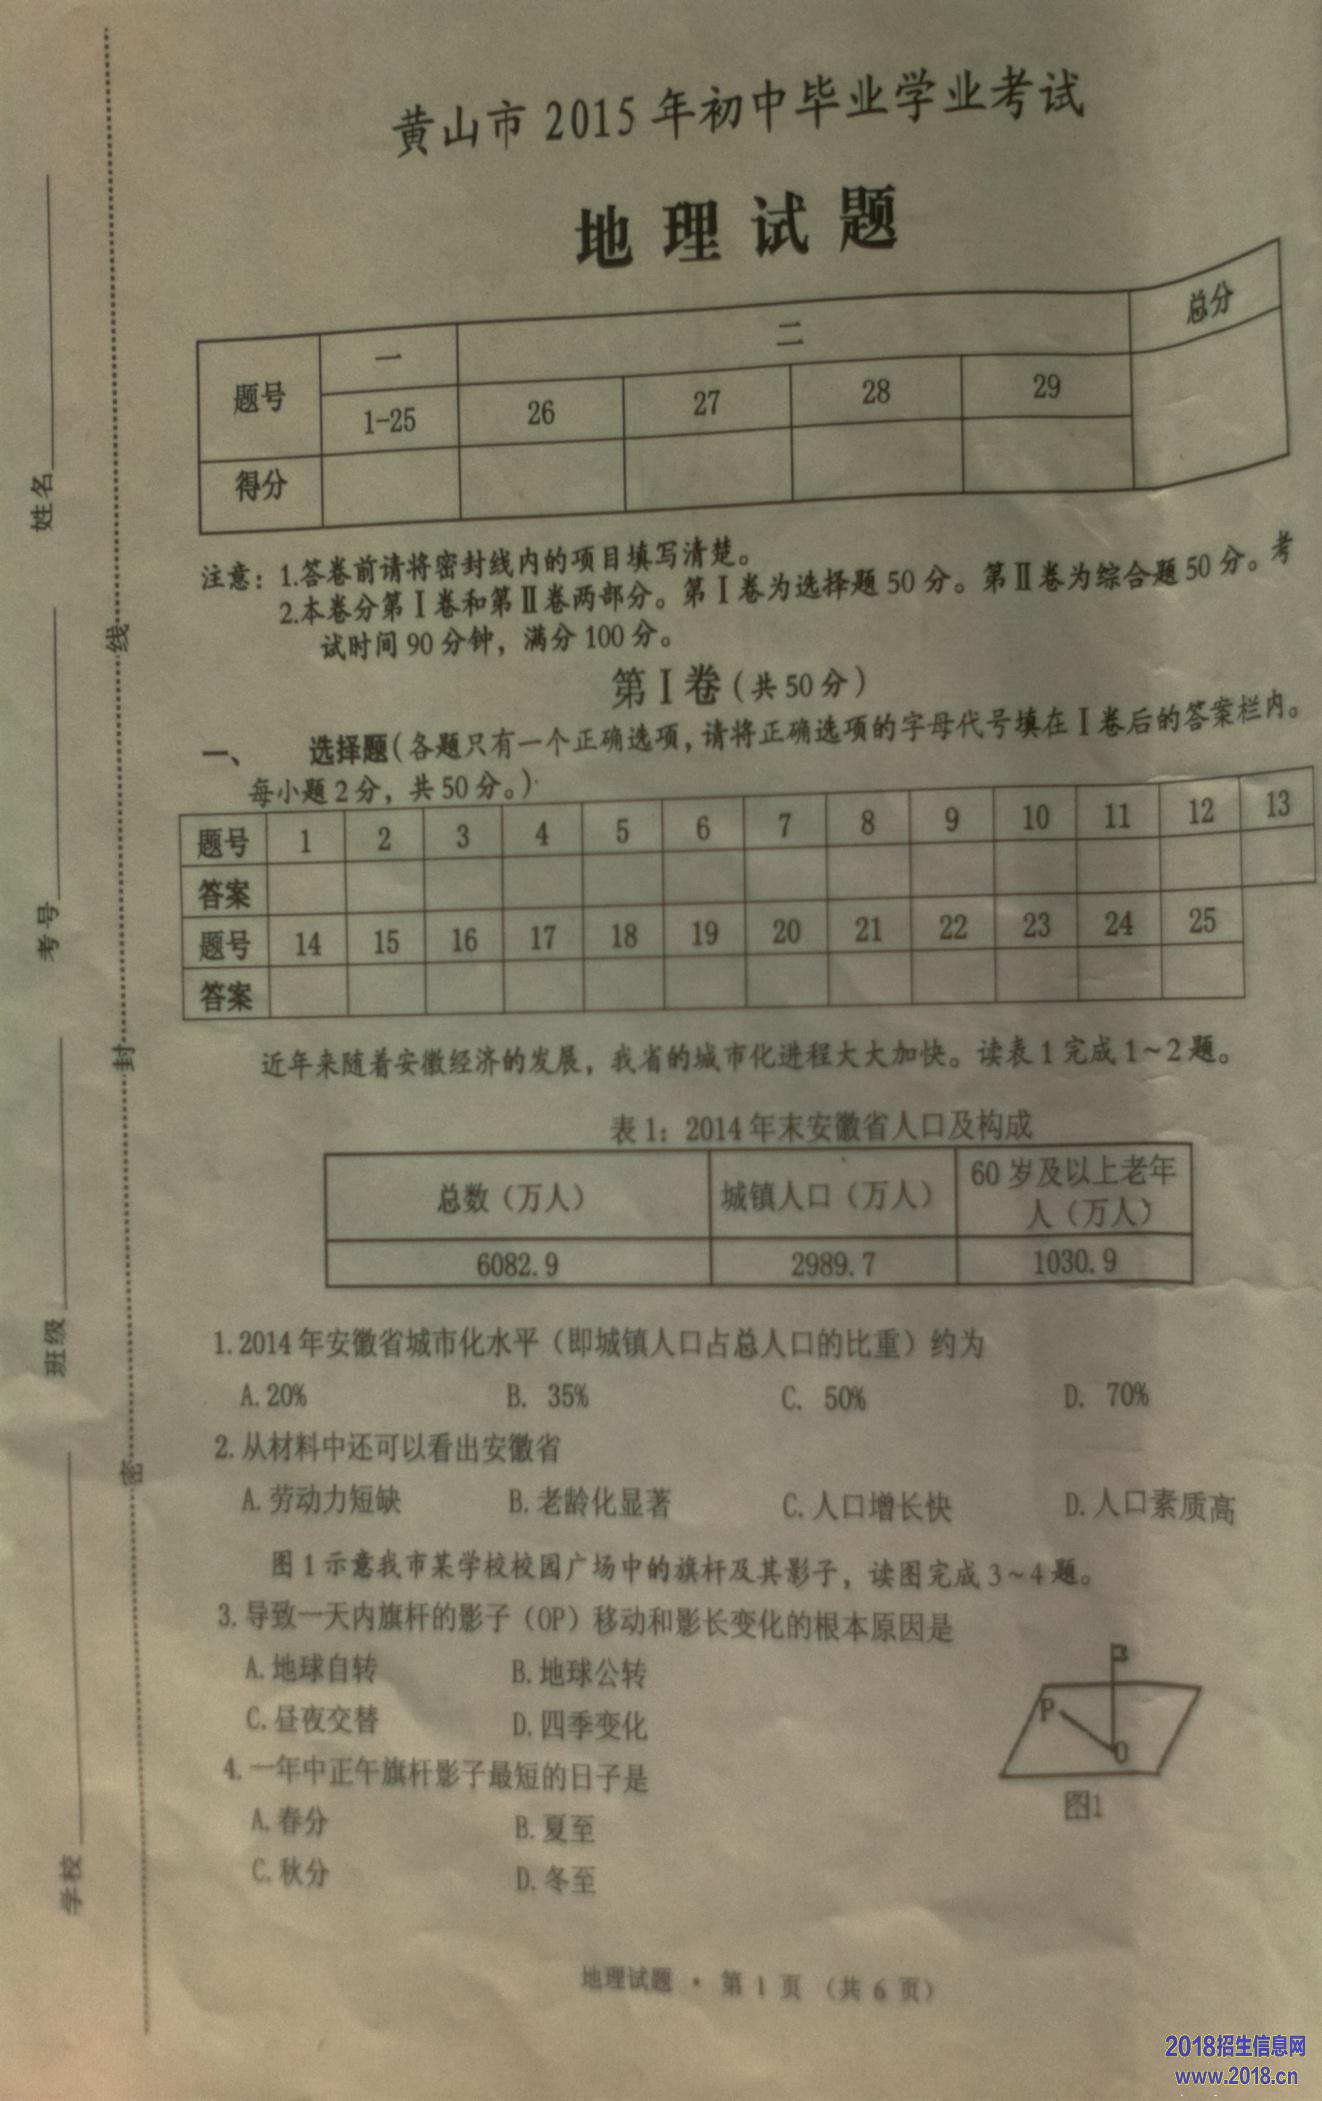 黄山市2015年初中毕业学业考试
地理试题
题号 一 二 总分
1-25 26 27 28 29
得分
注意：1.答卷前请将密封线内的项目填写清楚。
2.本卷分第Ⅰ卷和第Ⅱ卷两部分。第Ⅰ卷为选择题50分。第Ⅱ卷为综合题50分。考
试时间90分钟，满分100分。
第Ⅰ卷(共50分)
一、 选择题(各题只有一个正确选项,请将正确选项的字母代号填在Ⅰ卷后的答案栏内。
每小题2分，共50分。)
题号 1 2 3 4 5 6 7 8 9 10 11 12 13
答案
题号 14 15 16 17 18 19 20 21 22 23 24 25
答案
近年来随着安徽经济的发展，我省的城市化进程大大加快。读表1完成1~2题。
表1：2014年末安徽省人口及构成
总数（万人） 城镇人口（万人） 60岁及以上老年
人（万人）
6082.9 2989.7 1030.9
1.2014年安徽省城市化水平（即城镇人口占总人口的比重）约为
A.20% B. 35% C. 50% D. 70%
2.从材料中还可以看出安徽省
A.劳动力短缺 B.老龄化显著 C.人口增长快 D.人口素质高
图1示意我市某学校校园广场中的旗杆及其影子，读图完成3~4题。
3.导致一天内旗杆的影子（OP）移动和影长变化的根本原因是
A.地球自转 B.地球公转
C.昼夜交替 D.四季变化
4.一年中正午旗杆影子最短的日子是
A.春分 B.夏至
C.秋分 D.冬至
P
O
图1
地理试题 · 第1页 （共6页）
姓名
考号
班级
学校
线
封
密
2018招生信息网
www.2018.cn